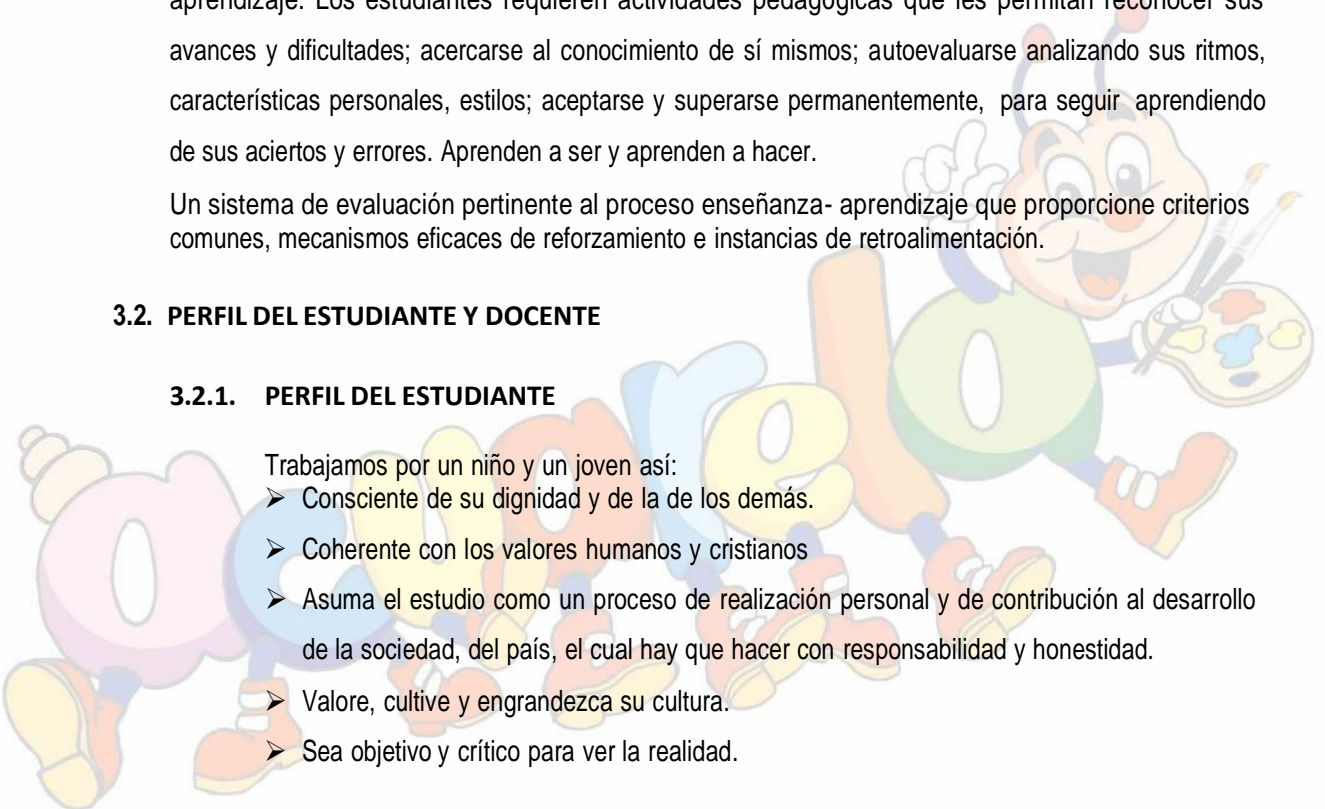 aprendizaje. Los estudiantes requieren actividades pedagógicas que les permitan reconocer sus
avances y dificultades; acercarse al conocimiento de sí mismos; autoevaluarse analizando sus ritmos,
características personales, estilos; aceptarse y superarse permanentemente, para seguir aprendiendo
de sus aciertos y errores. Aprenden a ser y aprenden a hacer.
Un sistema de evaluación pertinente al proceso enseñanza- aprendizaje que proporcione criterios
comunes, mecanismos eficaces de reforzamiento e instancias de retroalimentación.
3.2. PERFIL DEL ESTUDIANTE Y DOCENTE
3.2.1. PERFIL DEL ESTUDIANTE
Trabajamos por un niño y un joven así:
➢ Consciente de su dignidad y de la de los demás.
➢ Coherente con los valores humanos y cristianos
➢ Asuma el estudio como un proceso de realización personal y de contribución al desarrollo
de la sociedad, del país, el cual hay que hacer con responsabilidad y honestidad.
➢ Valore, cultive y engrandezca su cultura.
➢ Sea objetivo y crítico para ver la realidad.
acuarela